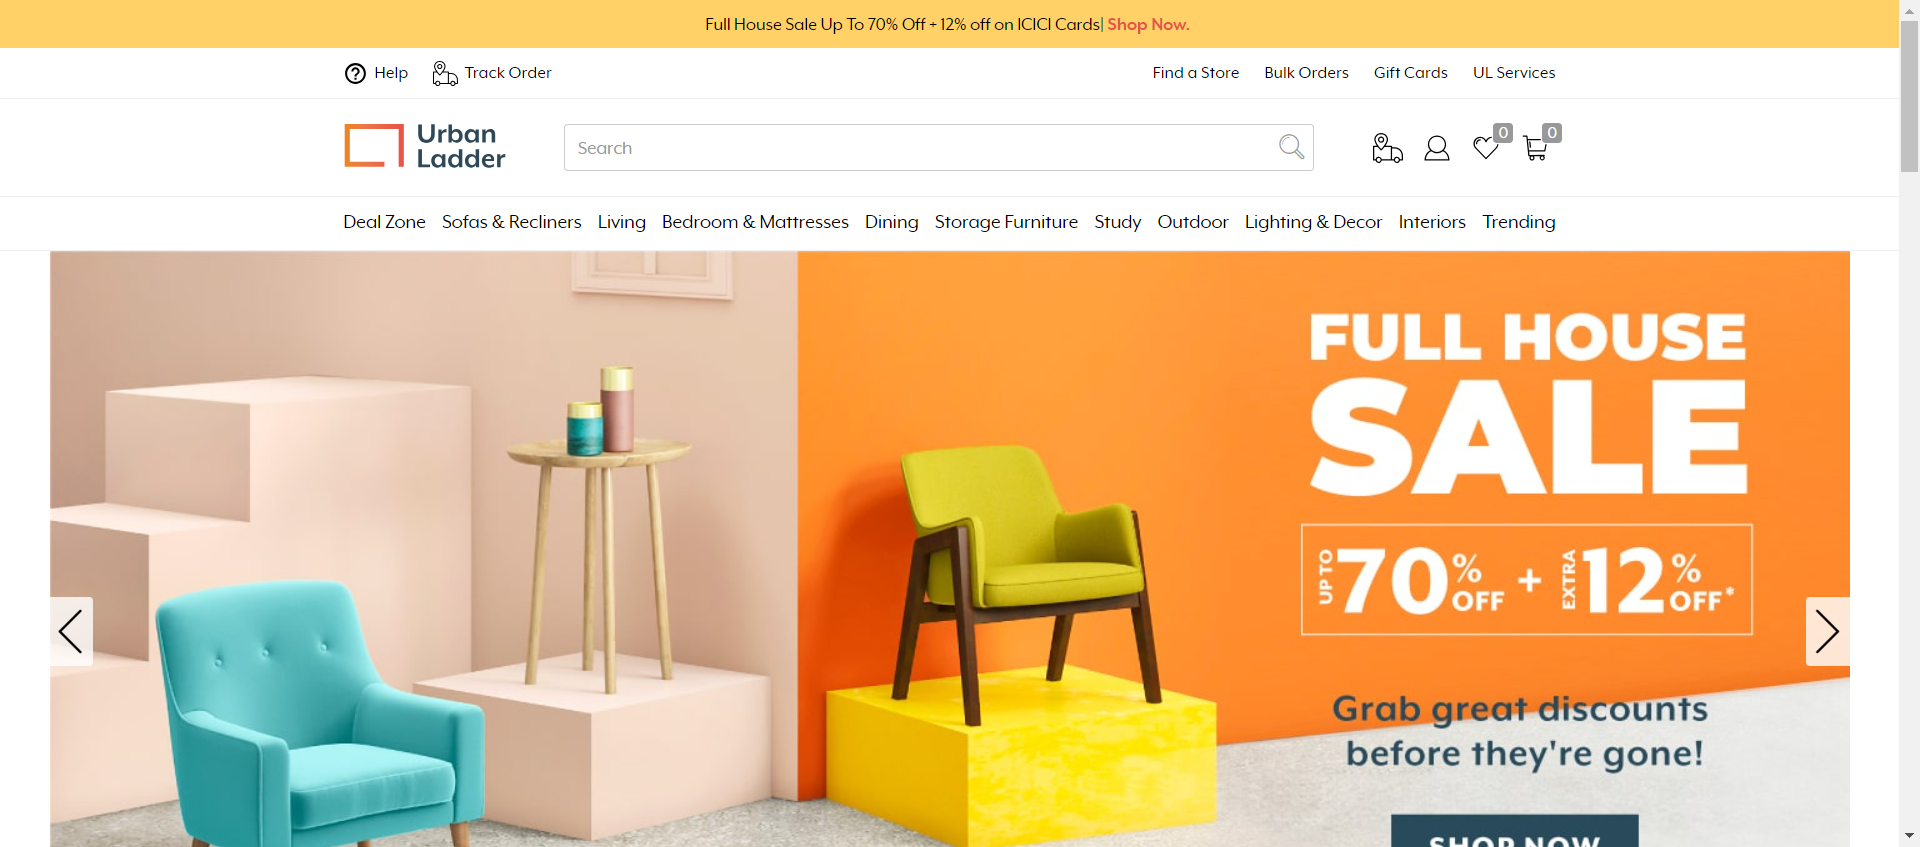 Full House Sale Up To 70% Off + 12% off on ICICI Cards| Shop Now.
Help Track Order Find a Store Bulk Orders Gift Cards UL Services
Urban
Ladder
Search
0 0
Deal Zone Sofas & Recliners Living Bedroom & Mattresses Dining Storage Furniture Study Outdoor Lighting & Decor Interiors Trending
FULL HOUSE
SALE
UP TO 70% OFF + EXTRA 12% OFF*
Grab great discounts
before they're gone!
SHOP NOW